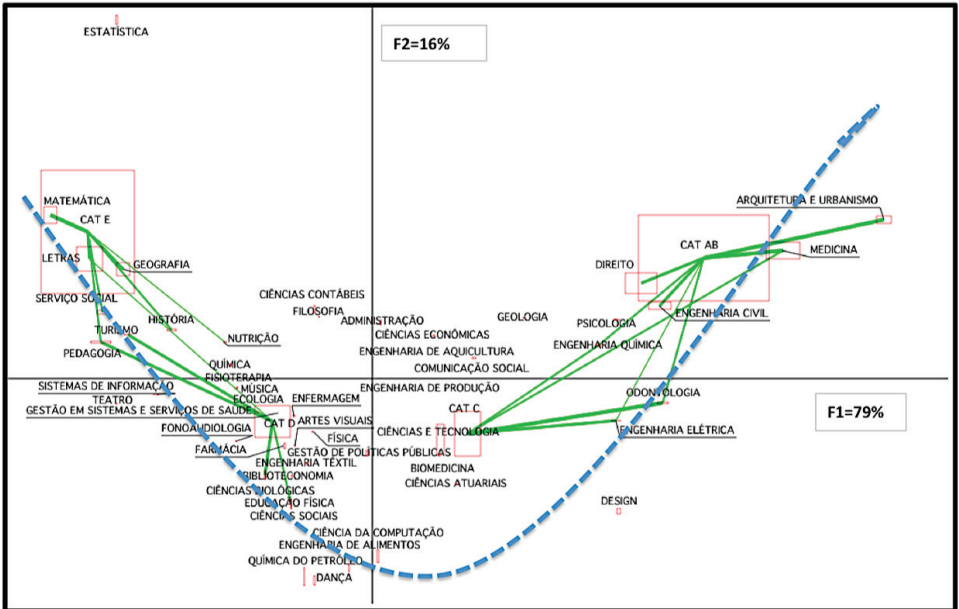 ESTATÍSTICA
F2=16%
MATEMÁTICA
CAT E
LETRAS
GEOGRAFIA
SERVIÇO SOCIAL
HISTÓRIA
TURISMO
PEDAGOGIA
NUTRIÇÃO
CIÊNCIAS CONTÁBEIS
FILOSOFIA
ADMINISTRAÇÃO
CIÊNCIAS ECONÔMICAS
ENGENHARIA DE AQUICULTURA
COMUNICAÇÃO SOCIAL
GEOLOGIA
ARQUITETURA E URBANISMO
CAT AB
MEDICINA
DIREITO
ENGENHARIA CIVIL
PSICOLOGIA
ENGENHARIA QUÍMICA
QUÍMICA
FISIOTERAPIA
MÚSICA
ECOLOGIA
SISTEMAS DE INFORMAÇÃO
TEATRO
GESTÃO EM SISTEMAS E SERVIÇOS DE SAÚDE
ENFERMAGEM
CAT D
ARTES VISUAIS
FONOAUDIOLOGIA
FÍSICA
FARMÁCIA
GESTÃO DE POLÍTICAS PÚBLICAS
ENGENHARIA TÊXTIL
BIBLIOTECONOMIA
CIÊNCIAS BIOLÓGICAS
EDUCAÇÃO FÍSICA
CIÊNCIAS SOCIAIS
ENGENHARIA DE PRODUÇÃO
CAT C
CIÊNCIAS E TECNOLOGIA
BIOMEDICINA
CIÊNCIAS ATUARIAIS
ODONTOLOGIA
F1=79%
ENGENHARIA ELÉTRICA
DESIGN
CIÊNCIA DA COMPUTAÇÃO
ENGENHARIA DE ALIMENTOS
QUÍMICA DO PETRÓLEO
DANÇA